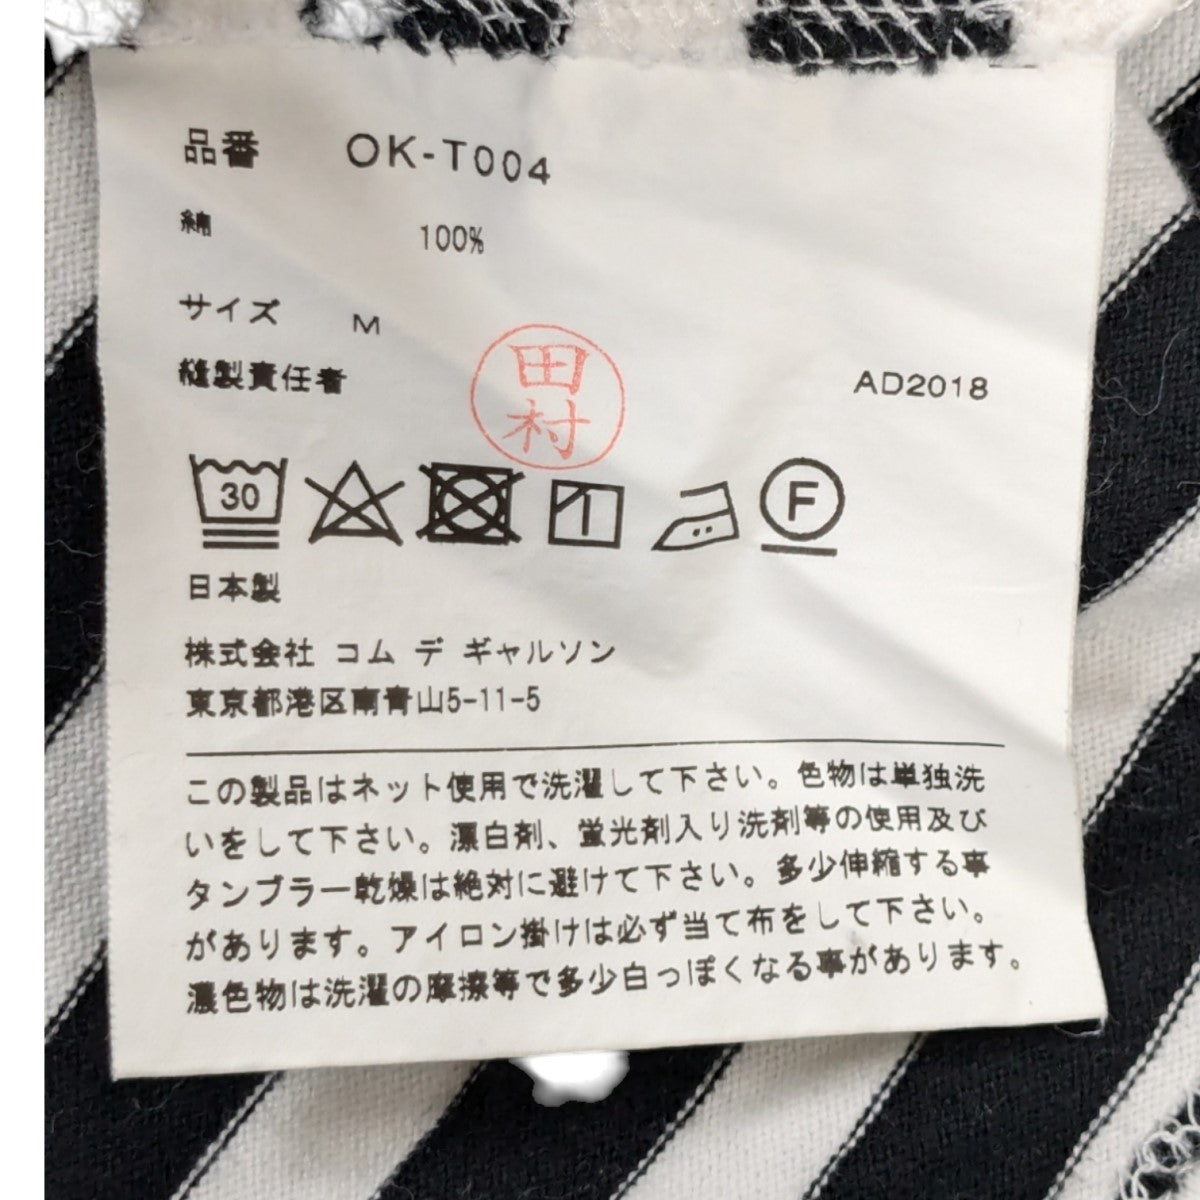 品番 OK-T004
綿 100%
サイズ M
縫製責任者 田村 AD2018
30 1 F
日本製
株式会社 コム デ ギャルソン
東京都港区南青山5-11-5
この製品はネット使用で洗濯して下さい。色物は単独洗
いをして下さい。漂白剤、蛍光剤入り洗剤等の使用及び
タンブラー乾燥は絶対に避けて下さい。多少伸縮する事
があります。アイロン掛けは必ず当て布をして下さい。
濃色物は洗濯の摩擦等で多少白っぽくなる事があります。